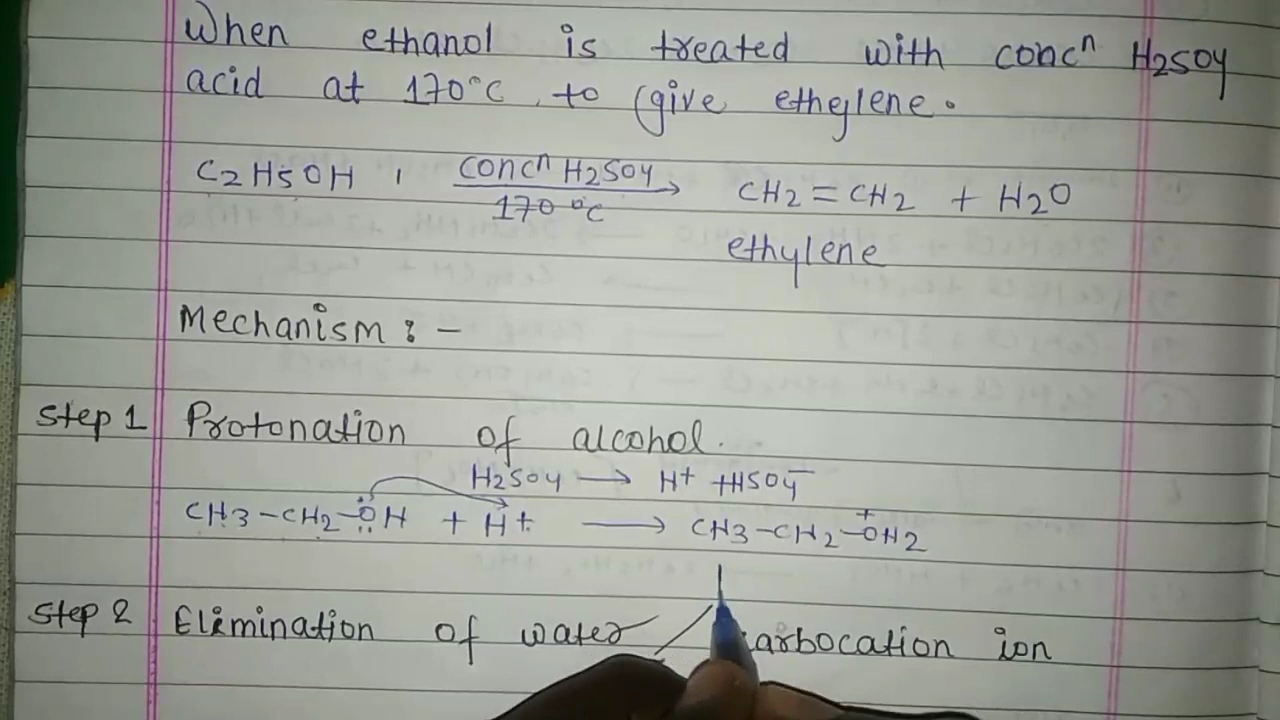 When ethanol is treated with concⁿ H2SO4
acid at 170°C, to give ethylene.
C2H5OH, concⁿ H2SO4 → CH2=CH2 + H2O
170°C
ethylene
Mechanism :-
Step 1 Protonation of alcohol.
H2SO4 → H+ + HSO4⁻
CH3-CH2-ÖH + H+ → CH3-CH2-O⁺H2
Step 2 Elimination of water / carbocation ion